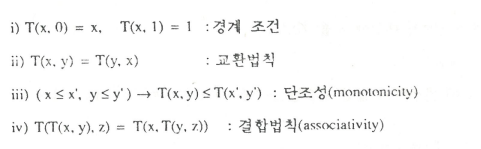 i) T(x, 0) = x, T(x, 1) = 1 : 경계 조건
ii) T(x, y) = T(y, x) : 교환법칙
iii) ( x ≤ x', y ≤ y' ) → T(x, y) ≤ T(x', y') : 단조성(monotonicity)
iv) T(T(x, y), z) = T(x, T(y, z)) : 결합법칙(associativity)